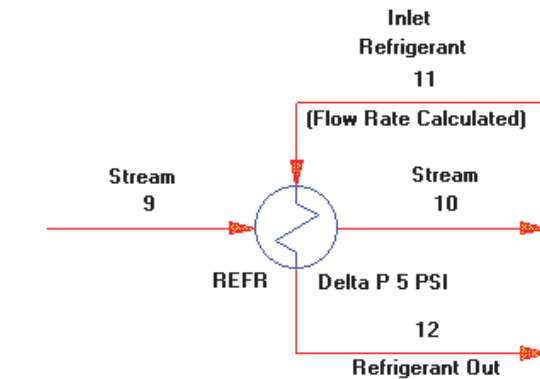 Inlet
Refrigerant
11
(Flow Rate Calculated)
Stream
9
Stream
10
REFR
Delta P 5 PSI
12
Refrigerant Out